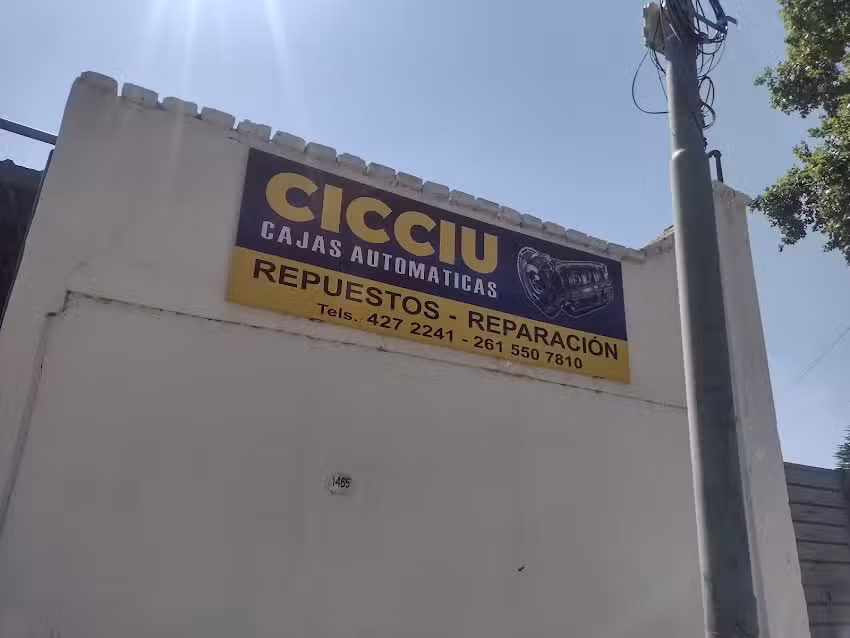 CICCIU
CAJAS AUTOMATICAS
REPUESTOS - REPARACIÓN
Tels. 427 2241 - 261 550 7810
1465